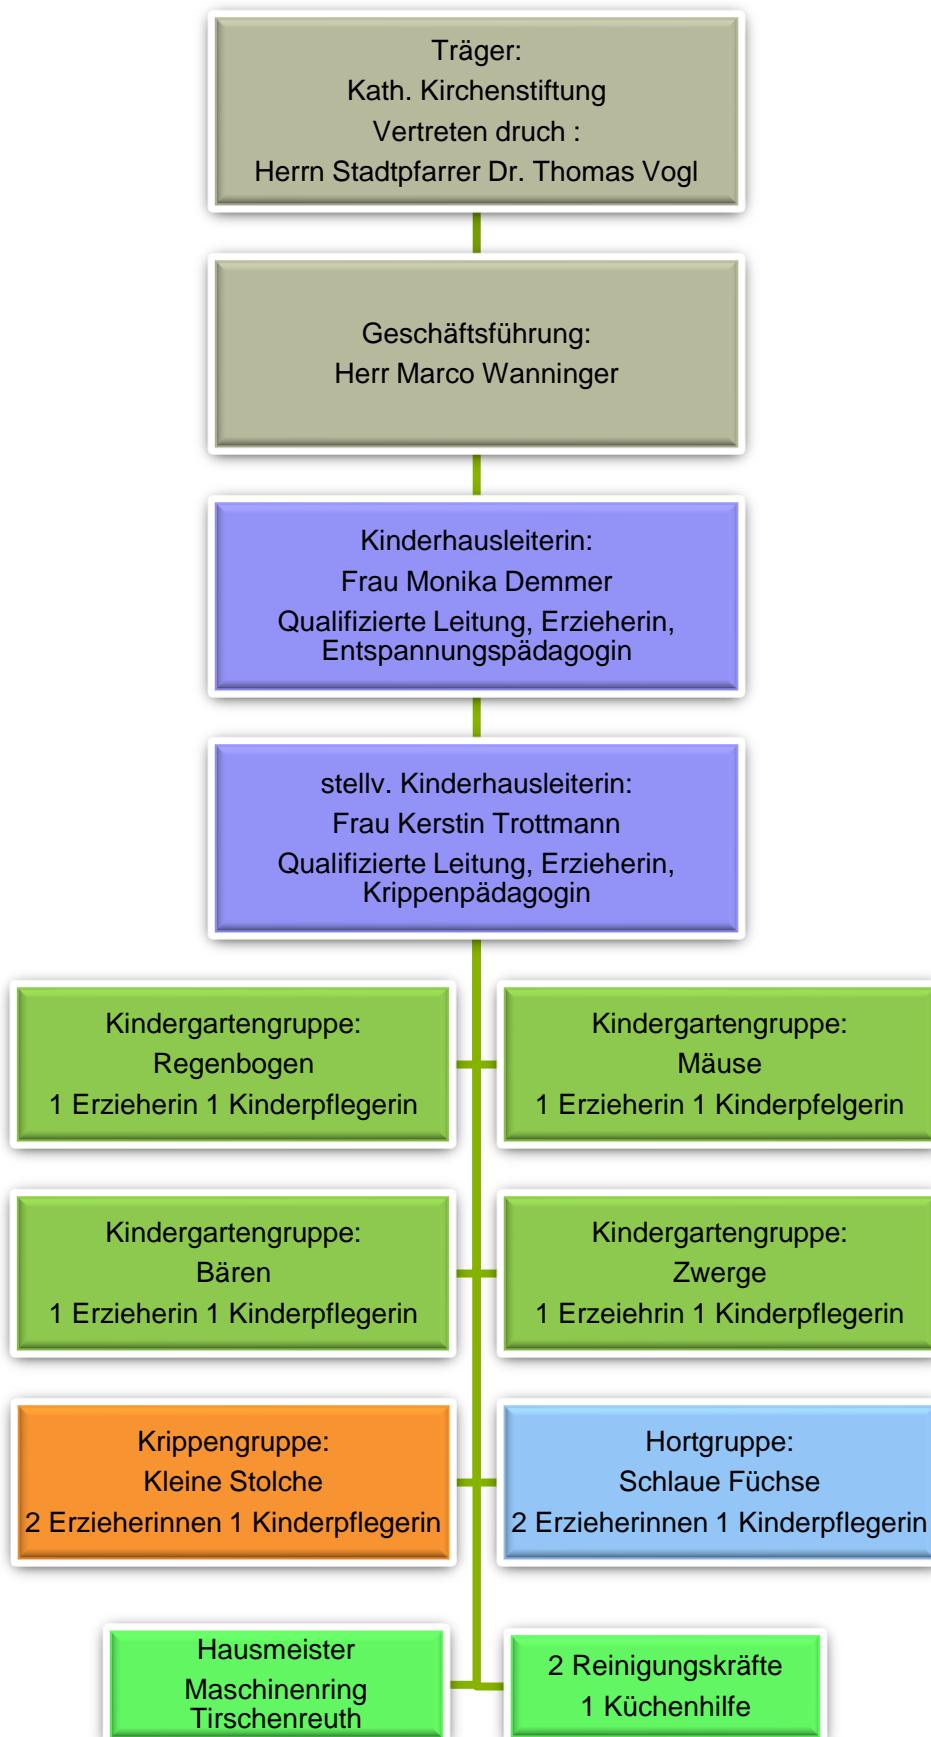 Träger:
Kath. Kirchenstiftung
Vertreten druch :
Herrn Stadtpfarrer Dr. Thomas Vogl
Geschäftsführung:
Herr Marco Wanninger
Kinderhausleiterin:
Frau Monika Demmer
Qualifizierte Leitung, Erzieherin,
Entspannungspädagogin
stellv. Kinderhausleiterin:
Frau Kerstin Trottmann
Qualifizierte Leitung, Erzieherin,
Krippenpädagogin
Kindergartengruppe:
Regenbogen
1 Erzieherin 1 Kinderpflegerin
Kindergartengruppe:
Mäuse
1 Erzieherin 1 Kinderpfelgerin
Kindergartengruppe:
Bären
1 Erzieherin 1 Kinderpflegerin
Kindergartengruppe:
Zwerge
1 Erzeiehrin 1 Kinderpflegerin
Krippengruppe:
Kleine Stolche
2 Erzieherinnen 1 Kinderpflegerin
Hortgruppe:
Schlaue Füchse
2 Erzieherinnen 1 Kinderpflegerin
Hausmeister
Maschinenring
Tirschenreuth
2 Reinigungskräfte
1 Küchenhilfe